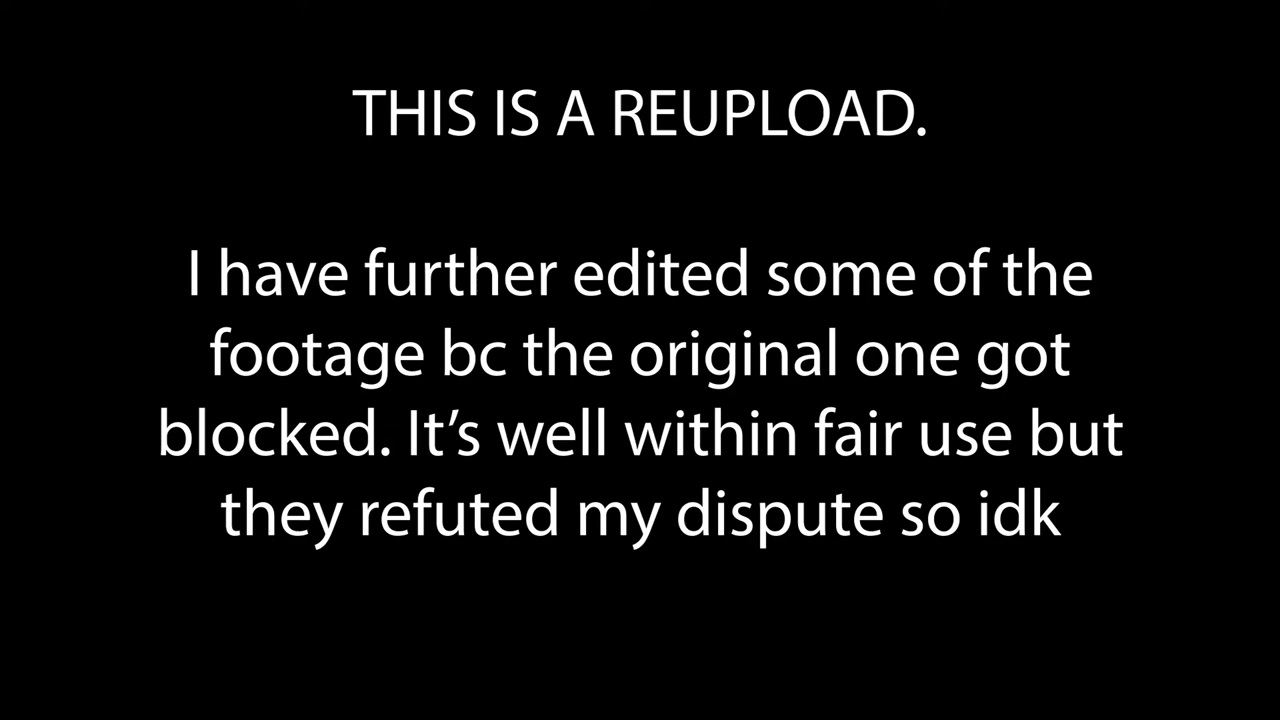 THIS IS A REUPLOAD.
I have further edited some of the
footage bc the original one got
blocked. It’s well within fair use but
they refuted my dispute so idk